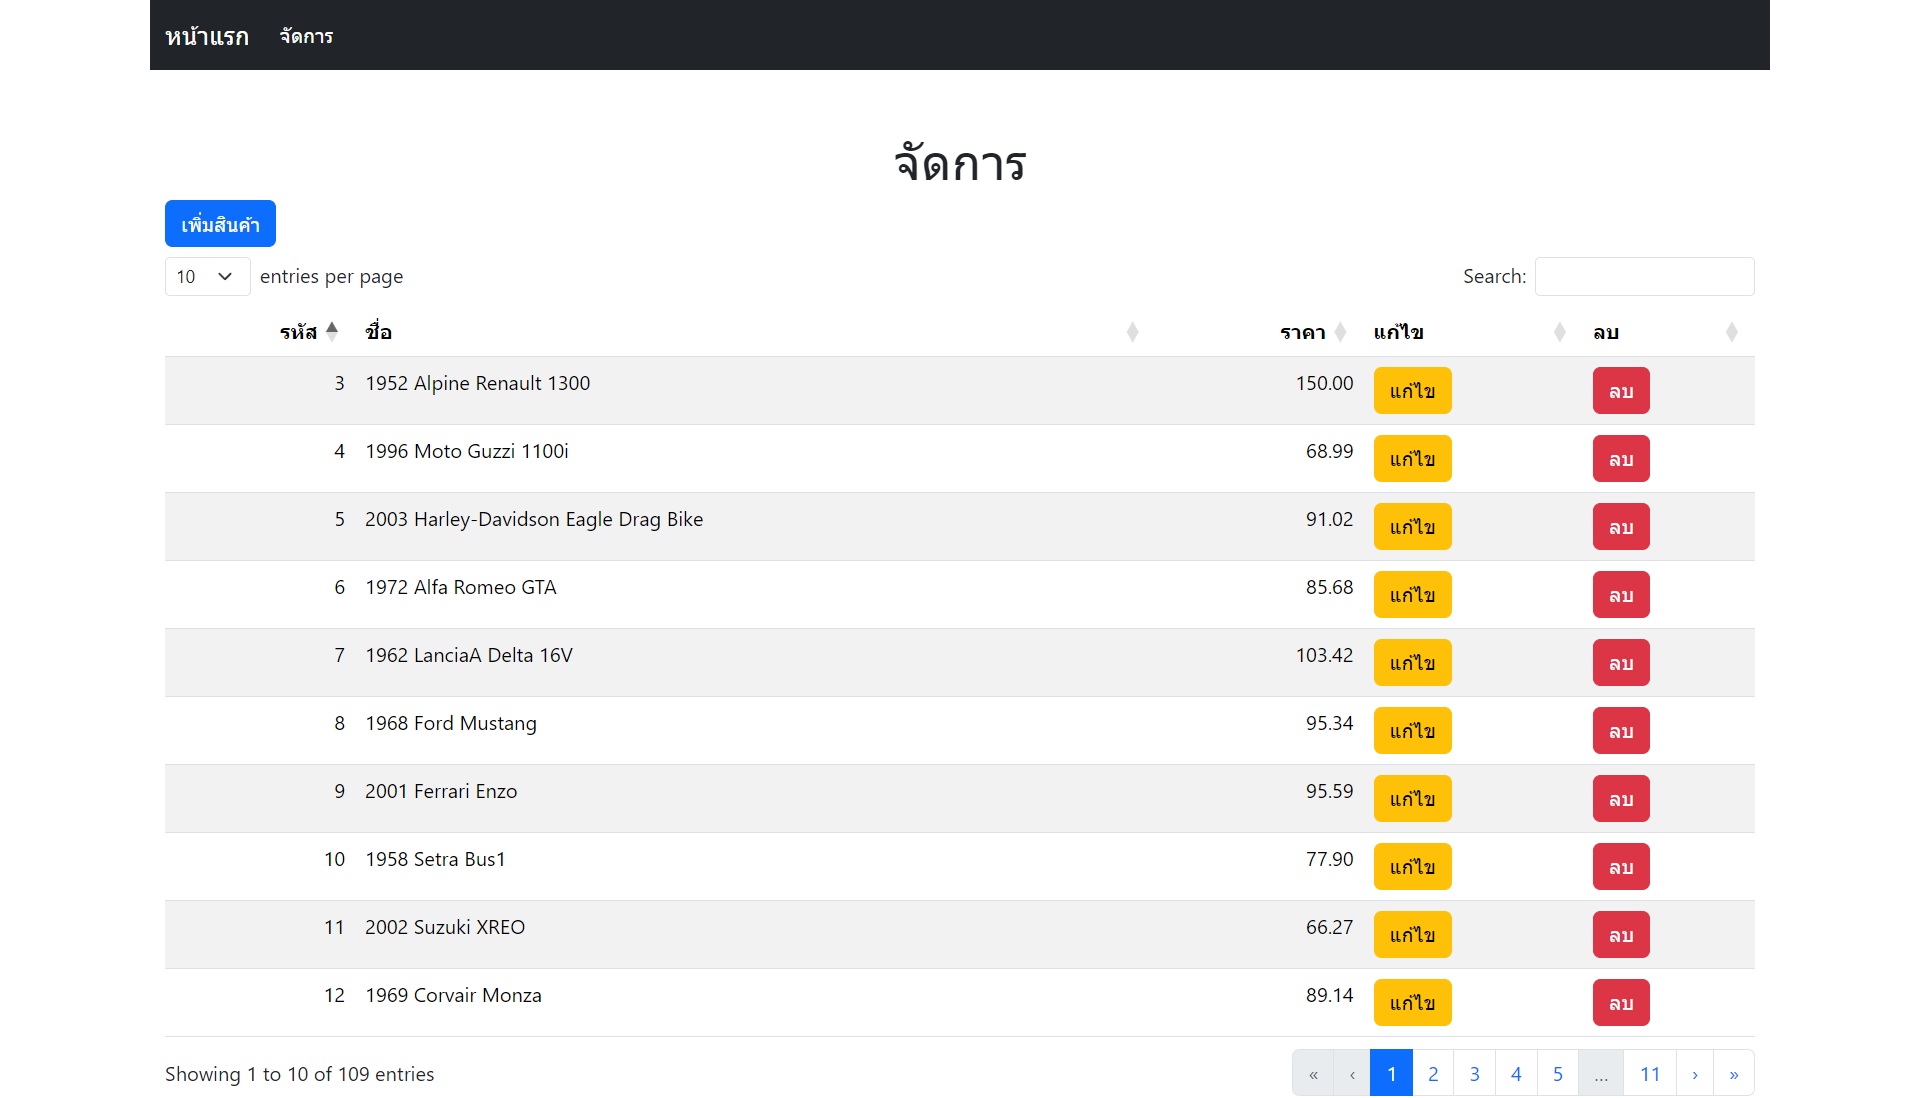 หน้าแรก จัดการ
จัดการ
เพิ่มสินค้า
10 entries per page Search:
รหัส ชื่อ ราคา แก้ไข ลบ
3 1952 Alpine Renault 1300 150.00 แก้ไข ลบ
4 1996 Moto Guzzi 1100i 68.99 แก้ไข ลบ
5 2003 Harley-Davidson Eagle Drag Bike 91.02 แก้ไข ลบ
6 1972 Alfa Romeo GTA 85.68 แก้ไข ลบ
7 1962 LanciaA Delta 16V 103.42 แก้ไข ลบ
8 1968 Ford Mustang 95.34 แก้ไข ลบ
9 2001 Ferrari Enzo 95.59 แก้ไข ลบ
10 1958 Setra Bus1 77.90 แก้ไข ลบ
11 2002 Suzuki XREO 66.27 แก้ไข ลบ
12 1969 Corvair Monza 89.14 แก้ไข ลบ
Showing 1 to 10 of 109 entries « ‹ 1 2 3 4 5 … 11 › »